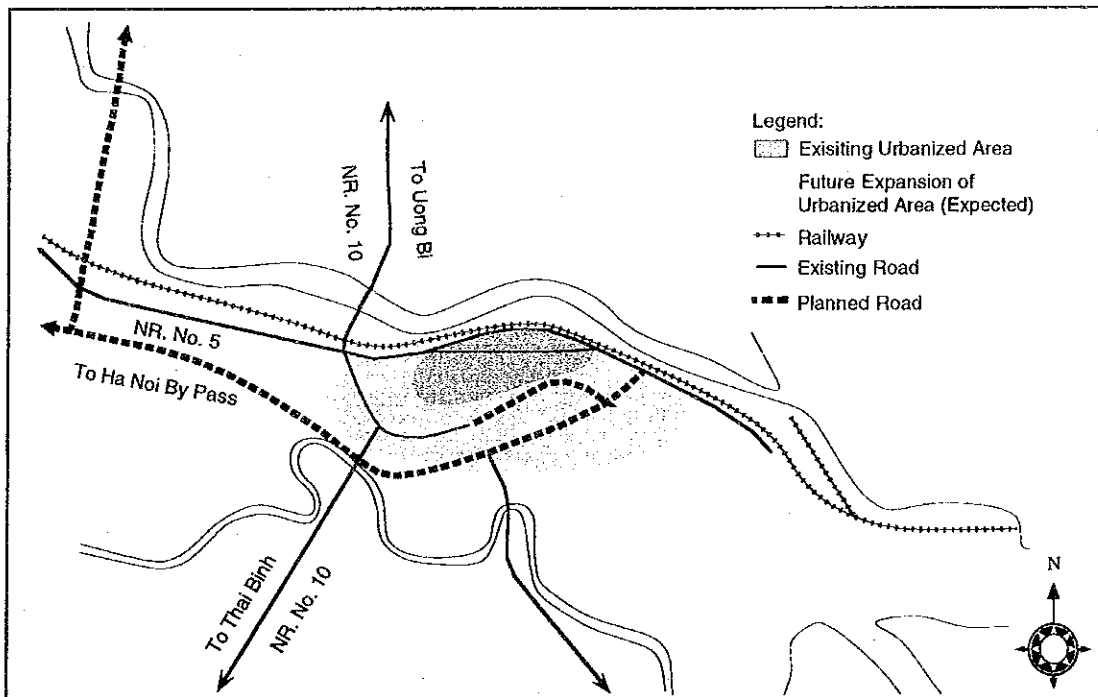 Legend:
Exisiting Urbanized Area
Future Expansion of
Urbanized Area (Expected)
Railway
Existing Road
Planned Road
To Uong Bi
NR. No. 10
NR. No. 5
To Ha Noi By Pass
To Thai Binh
NR. No. 10
N